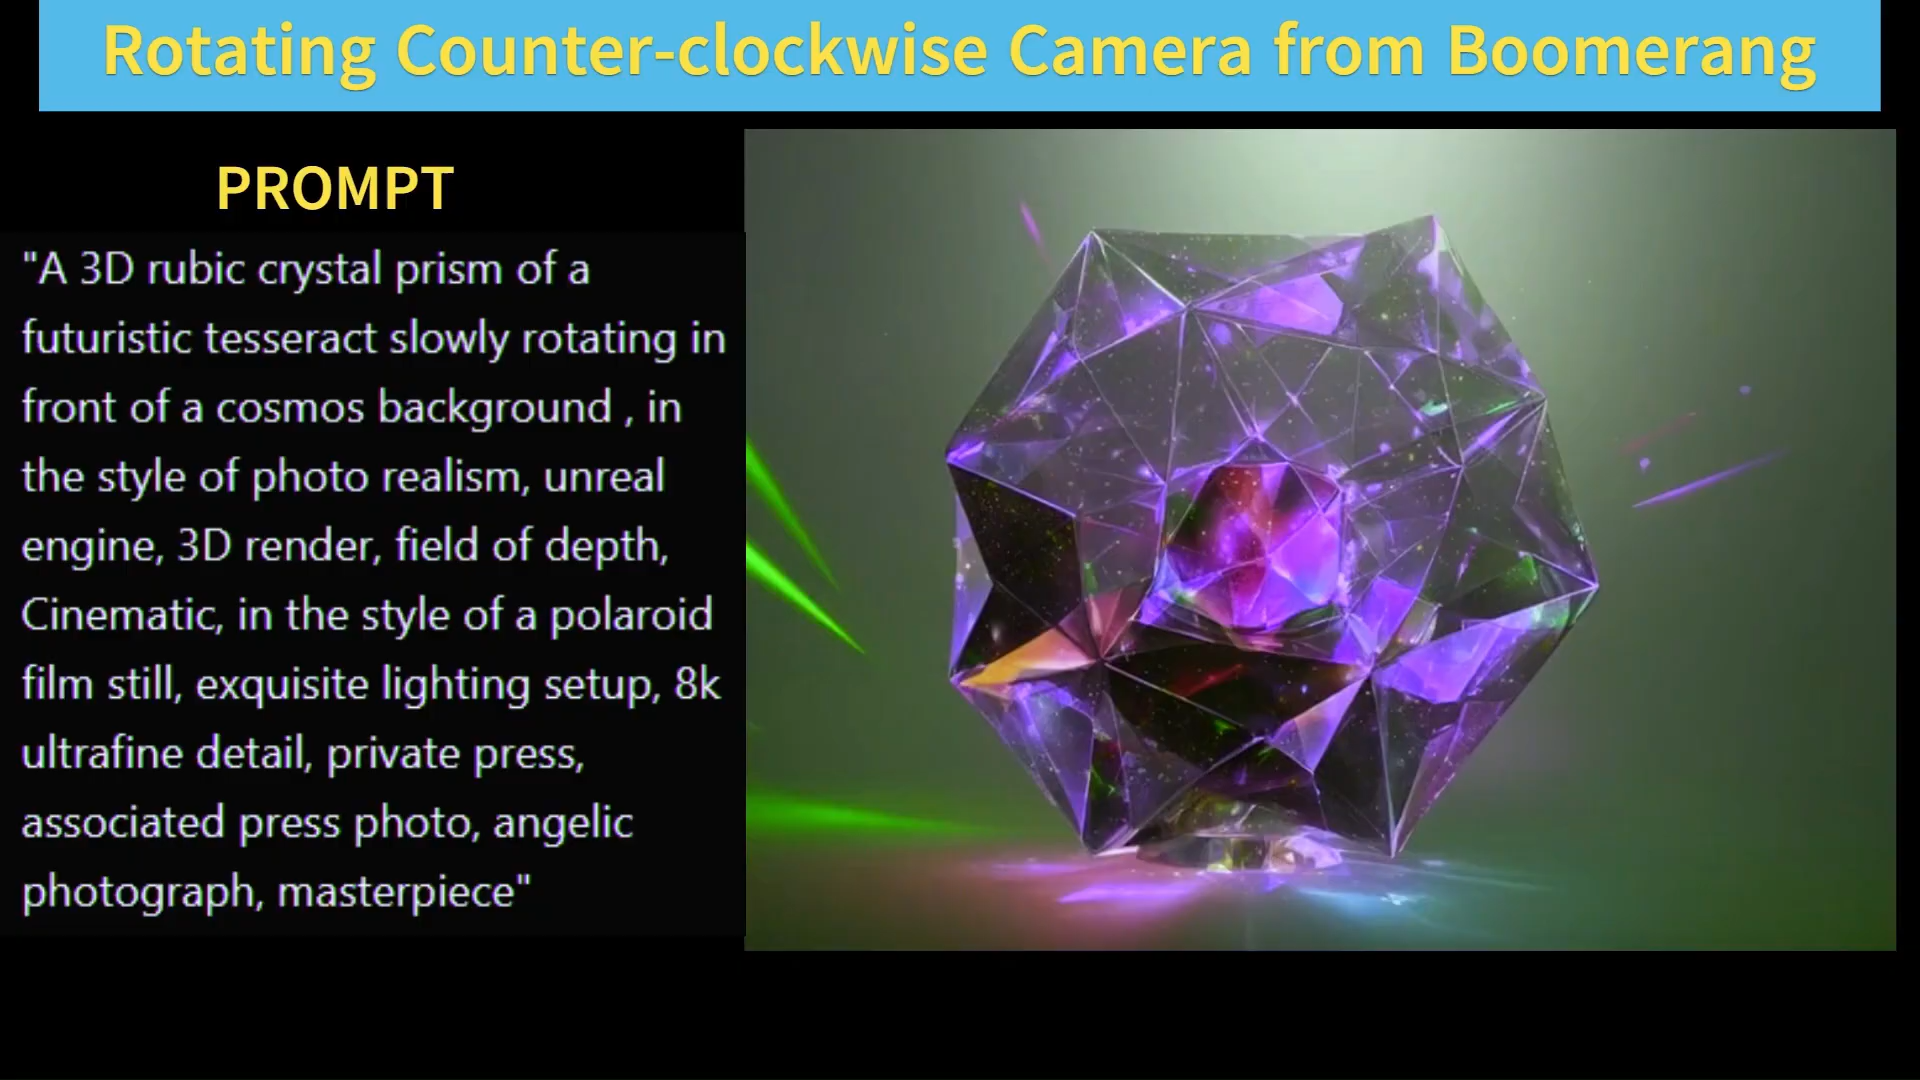 Rotating Counter-clockwise Camera from Boomerang
PROMPT
"A 3D rubic crystal prism of a
futuristic tesseract slowly rotating in
front of a cosmos background , in
the style of photo realism, unreal
engine, 3D render, field of depth,
Cinematic, in the style of a polaroid
film still, exquisite lighting setup, 8k
ultrafine detail, private press,
associated press photo, angelic
photograph, masterpiece"